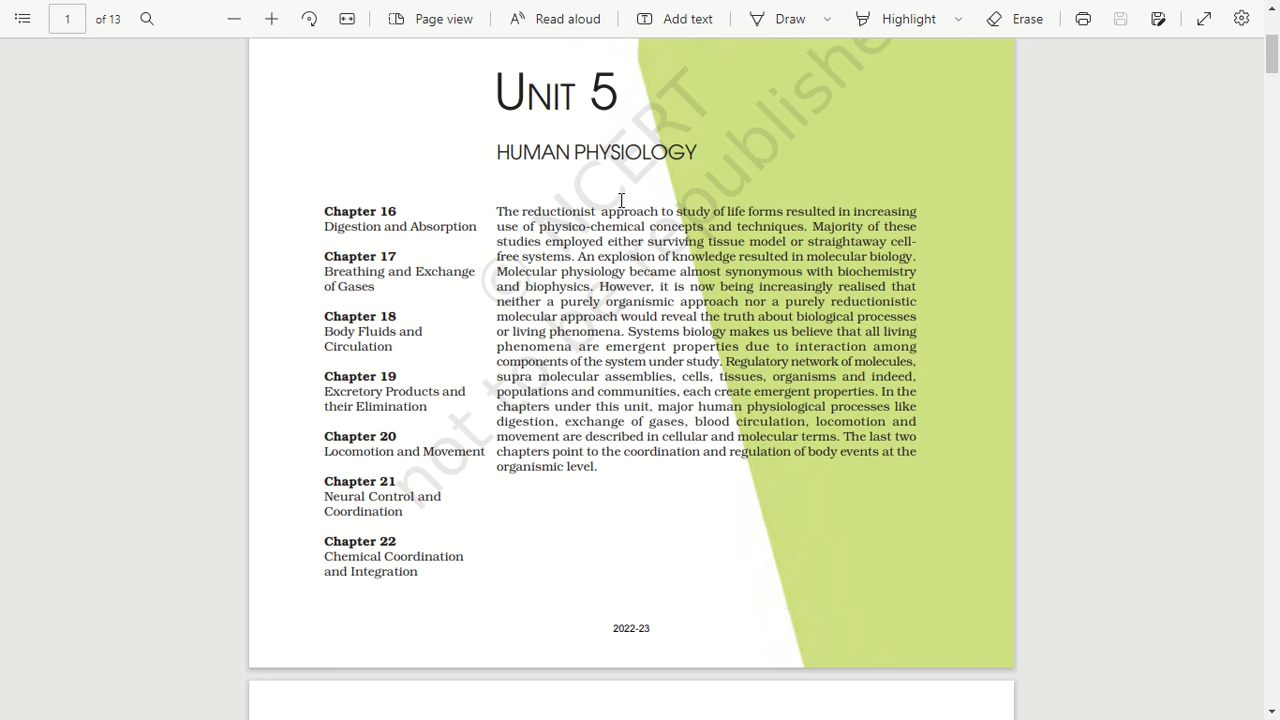 1 of 13 Page view Read aloud Add text Draw Highlight Erase
UNIT 5
HUMAN PHYSIOLOGY
Chapter 16
Digestion and Absorption
Chapter 17
Breathing and Exchange
of Gases
Chapter 18
Body Fluids and
Circulation
Chapter 19
Excretory Products and
their Elimination
Chapter 20
Locomotion and Movement
Chapter 21
Neural Control and
Coordination
Chapter 22
Chemical Coordination
and Integration
The reductionist approach to study of life forms resulted in increasing
use of physico-chemical concepts and techniques. Majority of these
studies employed either surviving tissue model or straightaway cell-
free systems. An explosion of knowledge resulted in molecular biology.
Molecular physiology became almost synonymous with biochemistry
and biophysics. However, it is now being increasingly realised that
neither a purely organismic approach nor a purely reductionistic
molecular approach would reveal the truth about biological processes
or living phenomena. Systems biology makes us believe that all living
phenomena are emergent properties due to interaction among
components of the system under study. Regulatory network of molecules,
supra molecular assemblies, cells, tissues, organisms and indeed,
populations and communities, each create emergent properties. In the
chapters under this unit, major human physiological processes like
digestion, exchange of gases, blood circulation, locomotion and
movement are described in cellular and molecular terms. The last two
chapters point to the coordination and regulation of body events at the
organismic level.
© NCERT
not to be republishe
2022-23